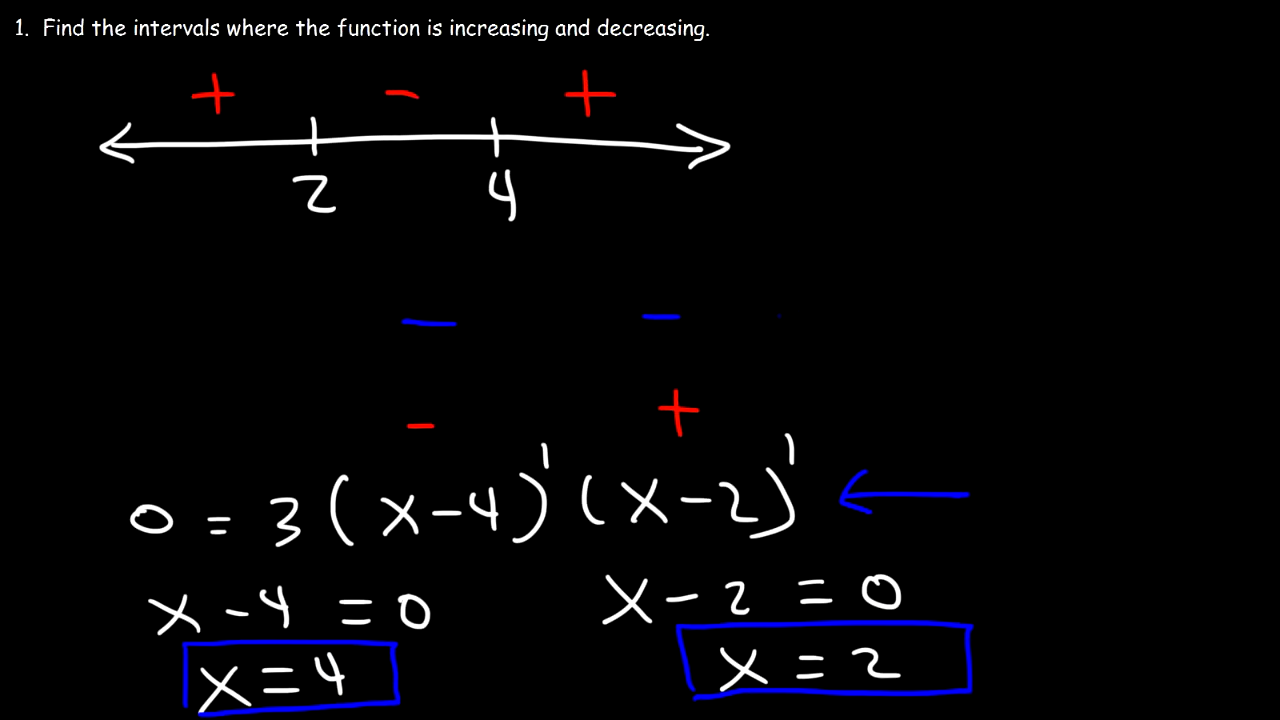 1. Find the intervals where the function is increasing and decreasing.
+ - +
2 4
- -
- +
0 = 3(x-4)¹(x-2)¹
x-4=0 x-2=0
x=4 x=2